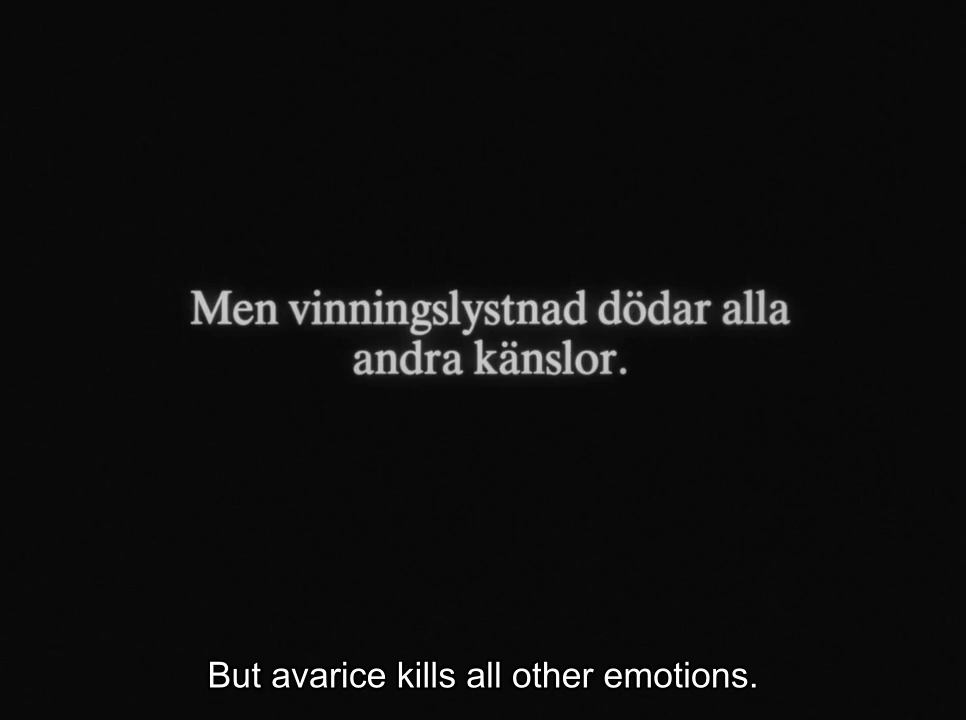 Men vinningslystnad dödar alla
andra känslor.
But avarice kills all other emotions.